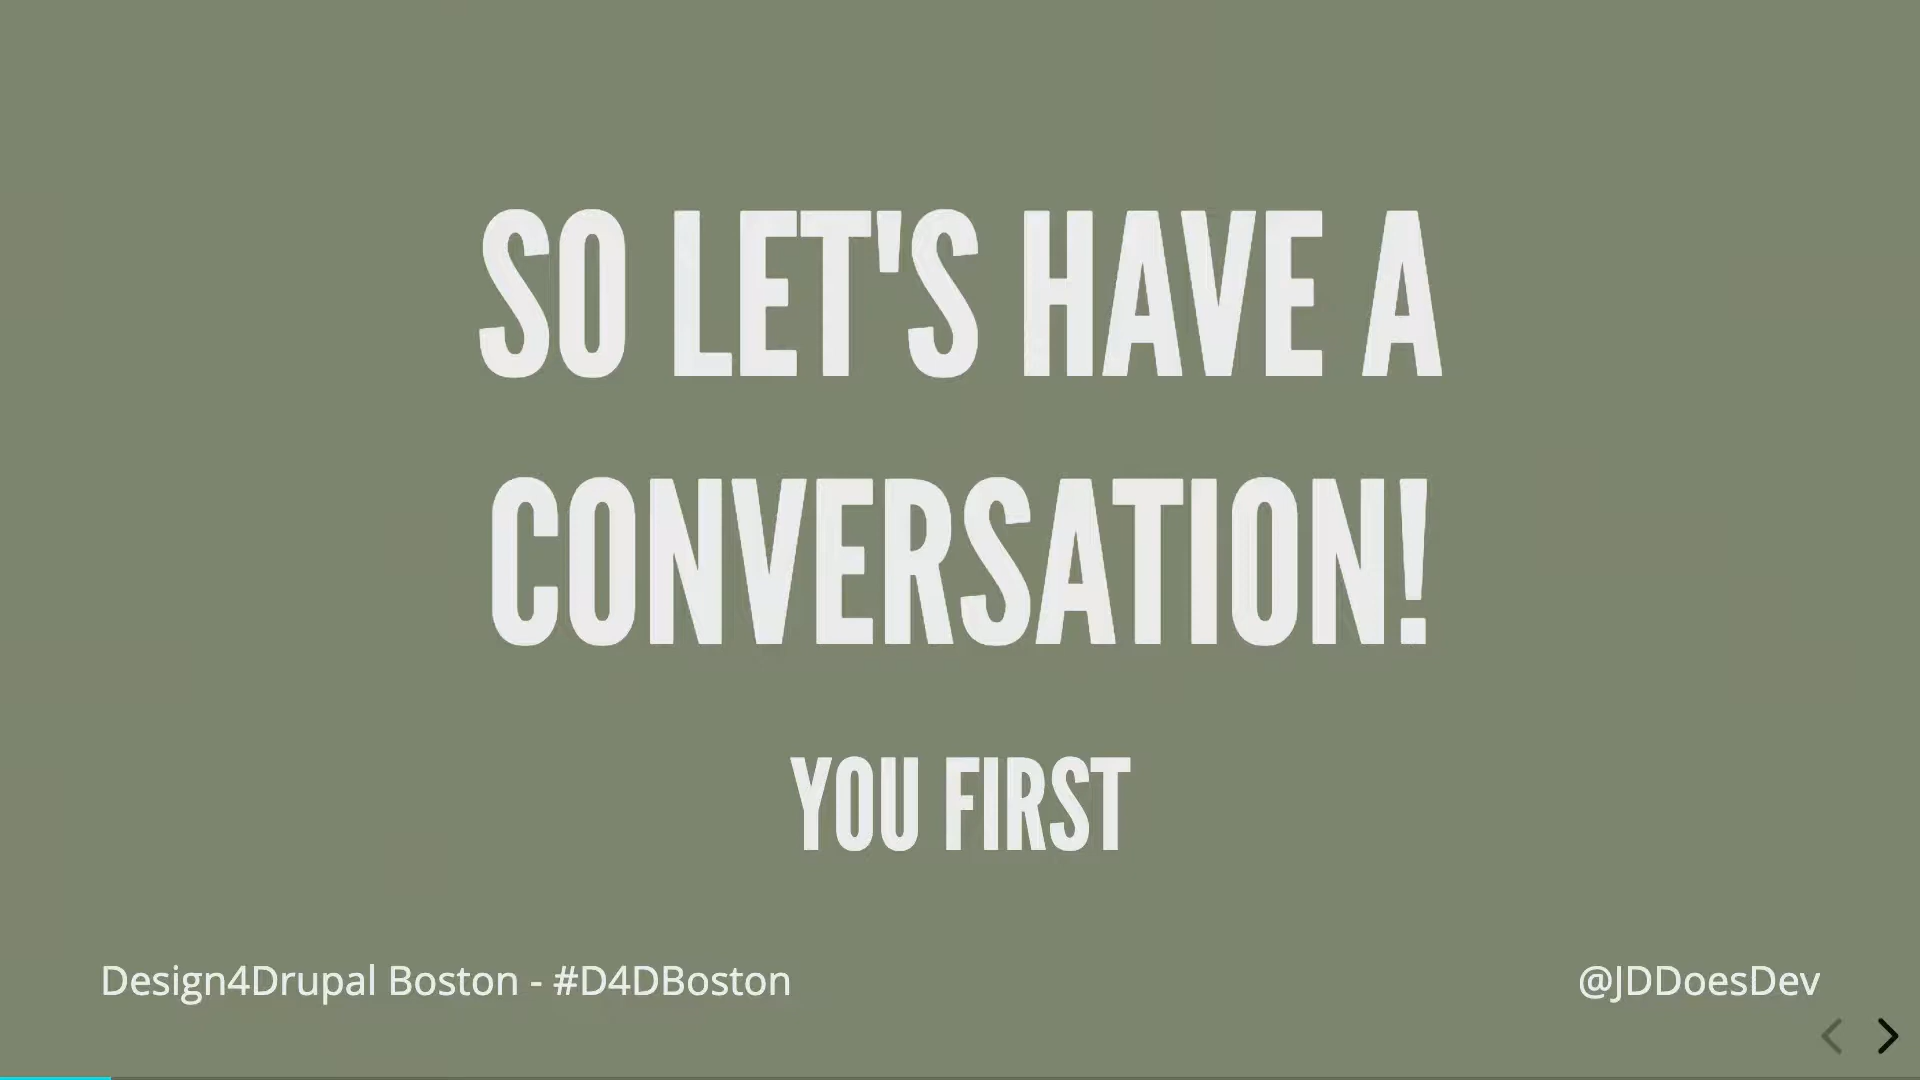 SO LET'S HAVE A
CONVERSATION!
YOU FIRST
Design4Drupal Boston - #D4DBoston
@JDDoesDev